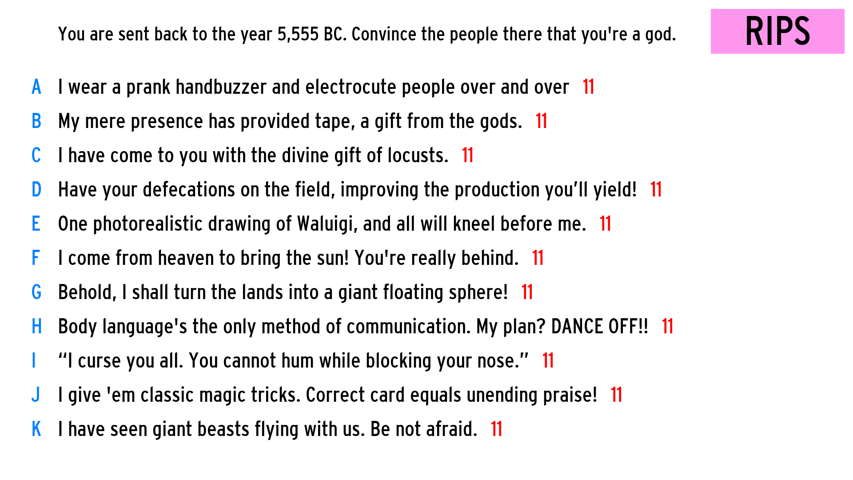 You are sent back to the year 5,555 BC. Convince the people there that you're a god.
RIPS
A I wear a prank handbuzzer and electrocute people over and over 11
B My mere presence has provided tape, a gift from the gods. 11
C I have come to you with the divine gift of locusts. 11
D Have your defecations on the field, improving the production you’ll yield! 11
E One photorealistic drawing of Waluigi, and all will kneel before me. 11
F I come from heaven to bring the sun! You're really behind. 11
G Behold, I shall turn the lands into a giant floating sphere! 11
H Body language's the only method of communication. My plan? DANCE OFF!! 11
I “I curse you all. You cannot hum while blocking your nose.” 11
J I give 'em classic magic tricks. Correct card equals unending praise! 11
K I have seen giant beasts flying with us. Be not afraid. 11